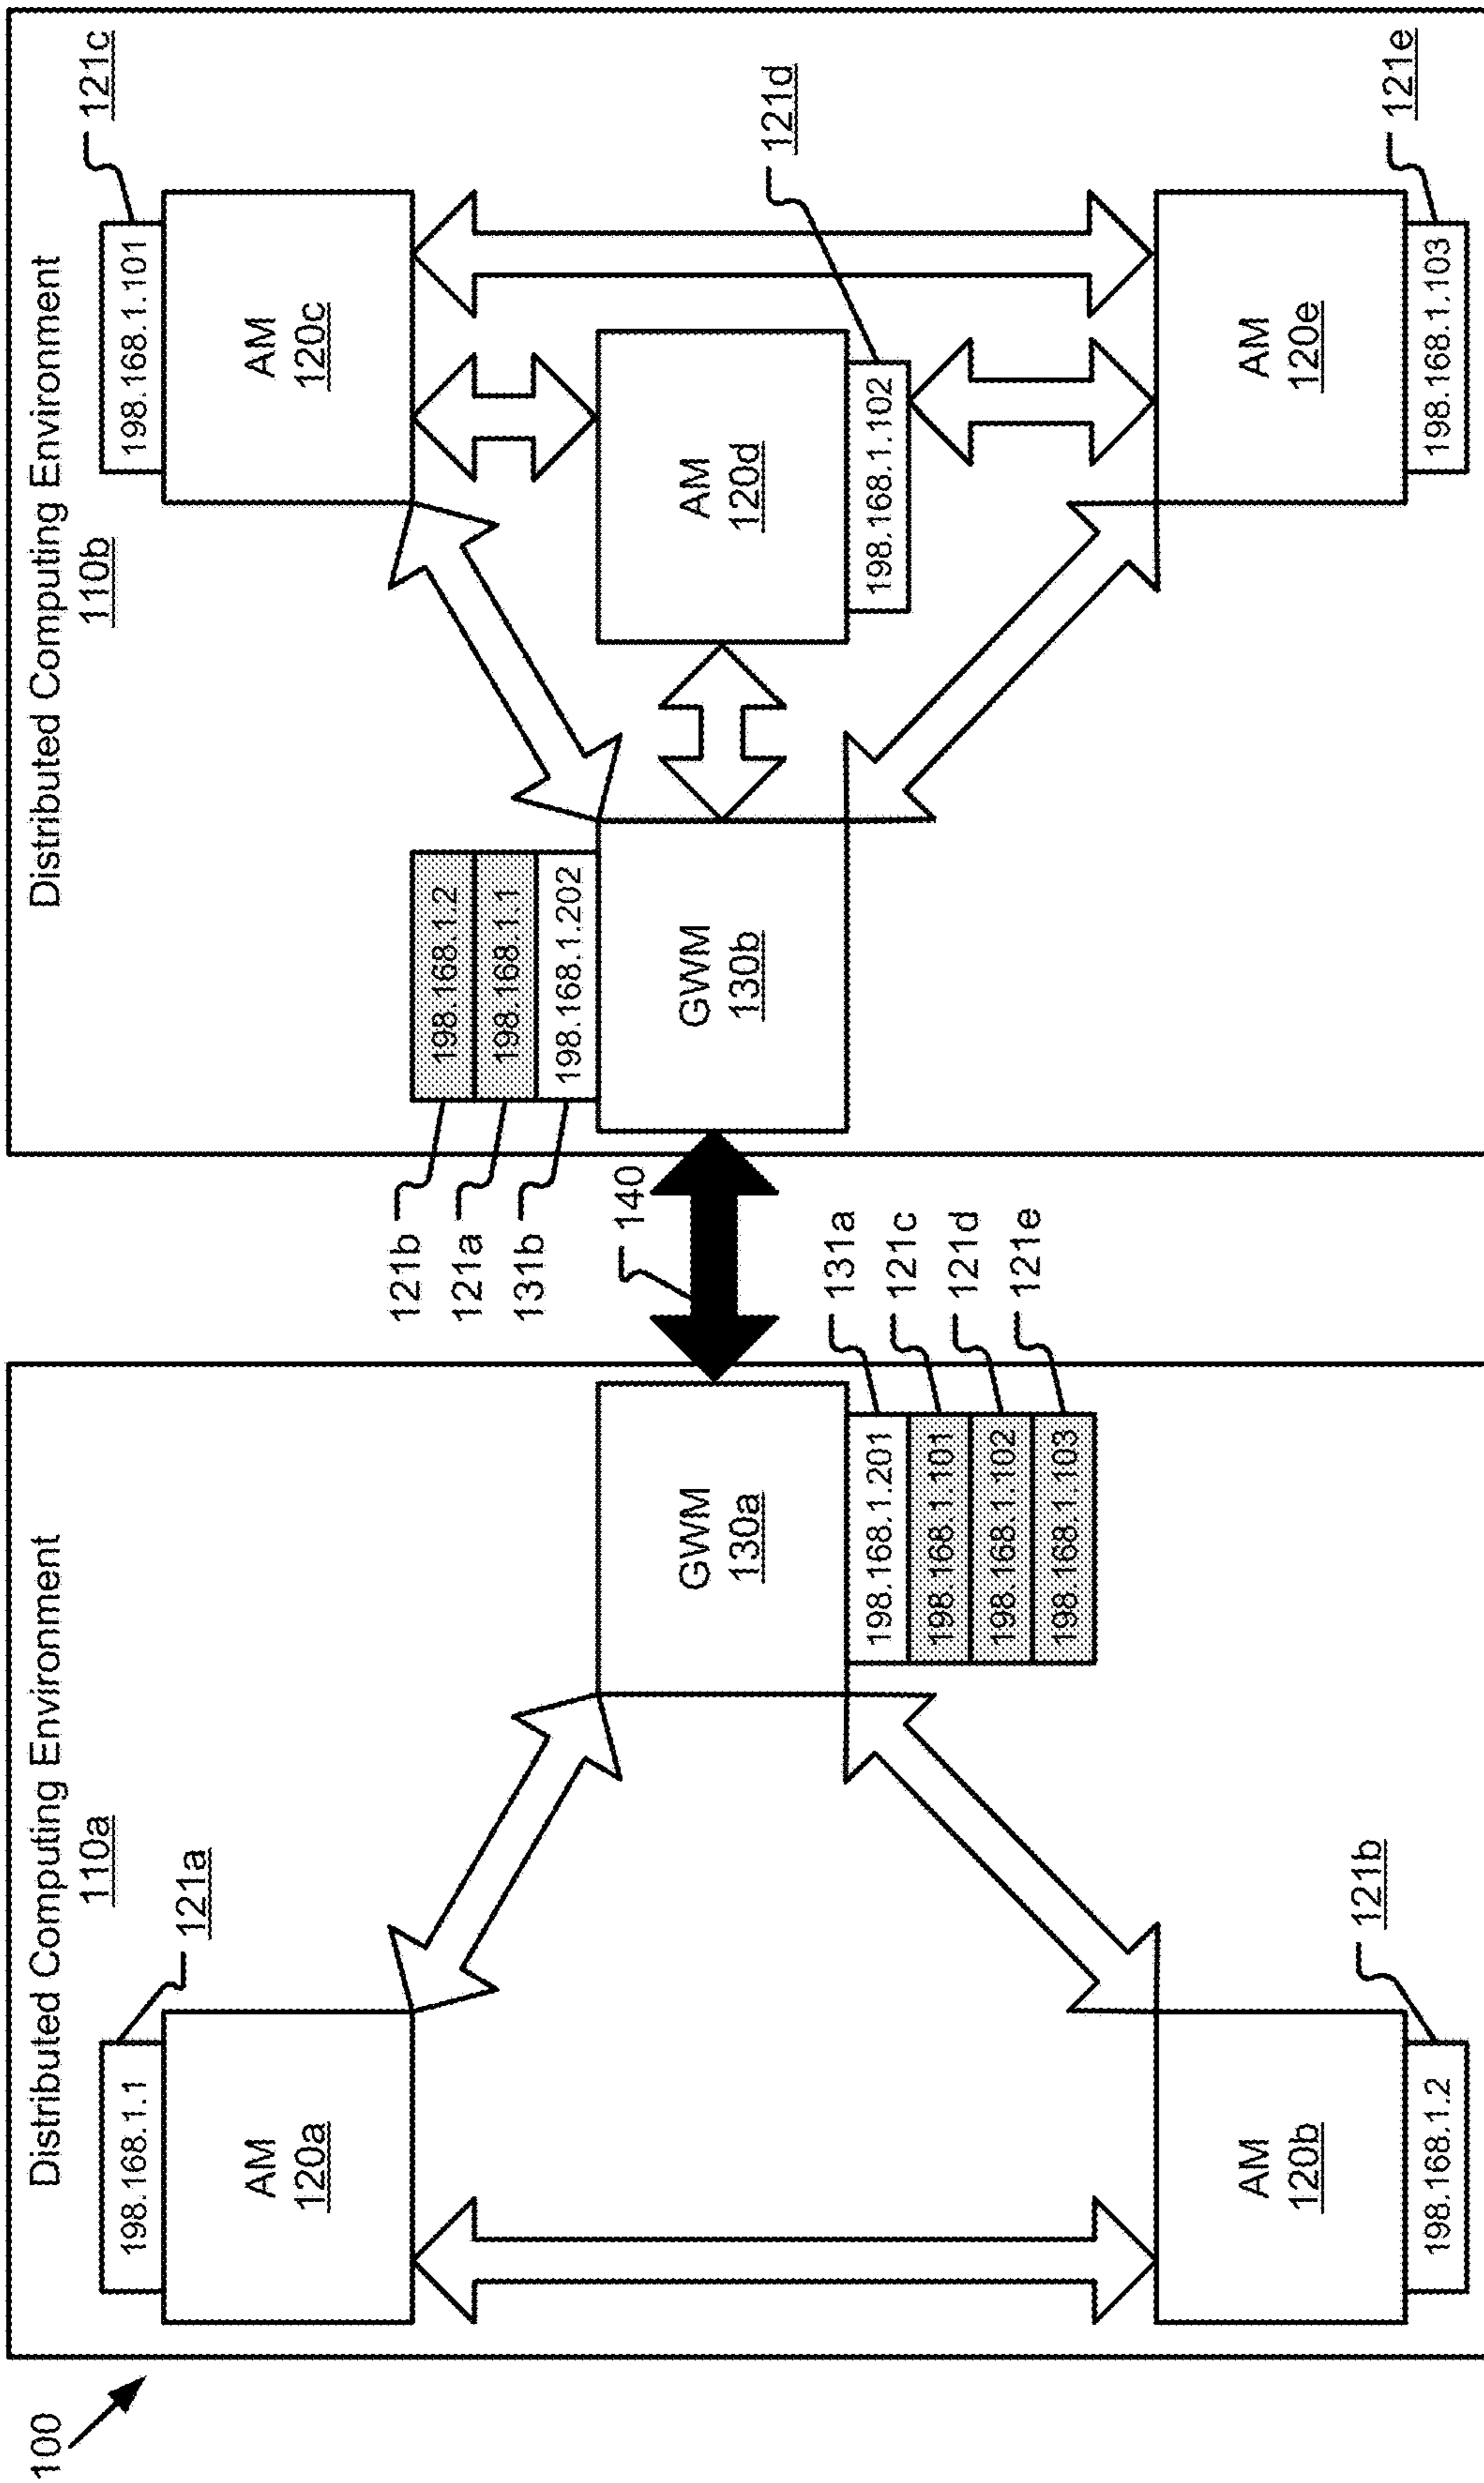 100
Distributed Computing Environment
110a
198.168.1.1
121a
AM
120a
AM
120b
198.168.1.2
121b
GWM
130a
198.168.1.201
198.168.1.101
198.168.1.102
198.168.1.103
131a
121c
121d
121e
140
Distributed Computing Environment
110b
121b
121a
131b
198.168.1.2
198.168.1.1
198.168.1.202
GWM
130b
198.168.1.101
121c
AM
120c
AM
120d
198.168.1.102
121d
AM
120e
198.168.1.103
121e